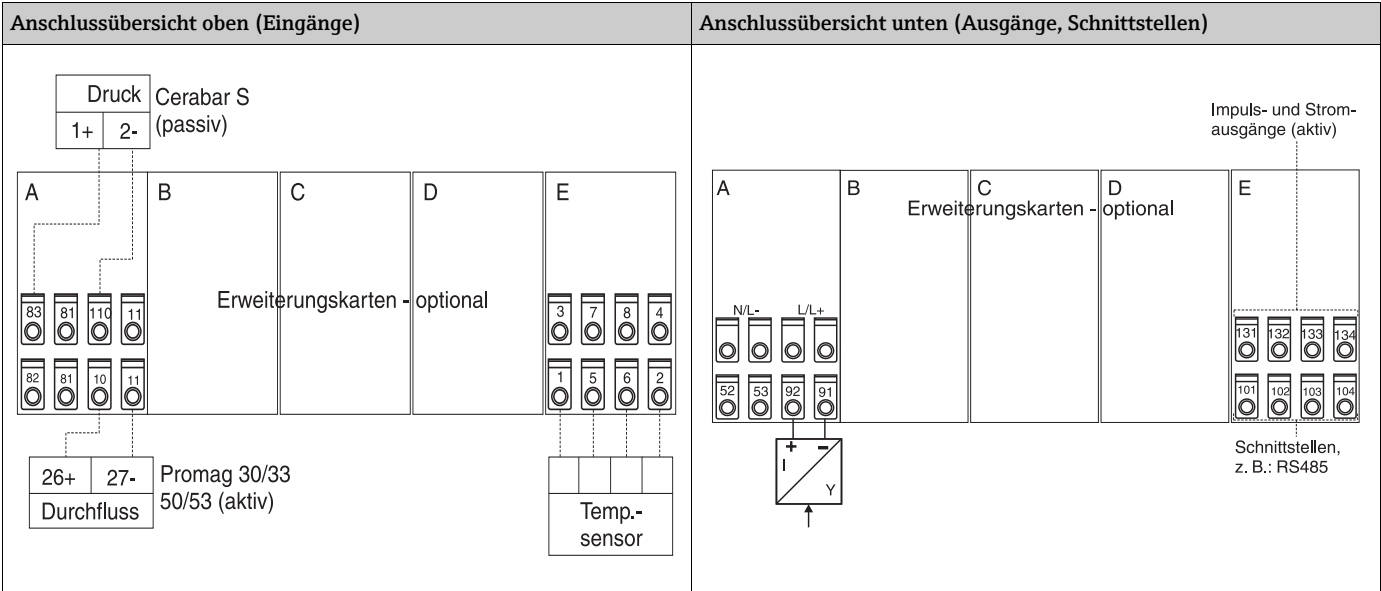 Anschlussübersicht oben (Eingänge)
Druck
Cerabar S
1+ 2-
(passiv)
A B C D E
83 81 110 11
Erweiterungskarten - optional
3 7 8 4
82 81 10 11
1 5 6 2
26+ 27-
Promag 30/33
Durchfluss
50/53 (aktiv)
Temp.-
sensor
Anschlussübersicht unten (Ausgänge, Schnittstellen)
Impuls- und Strom-
ausgänge (aktiv)
A B C D E
Erweiterungskarten - optional
N/L- L/L+
131 132 133 134
52 53 92 91
101 102 103 104
+ -
I
Y
Schnittstellen,
z. B.: RS485